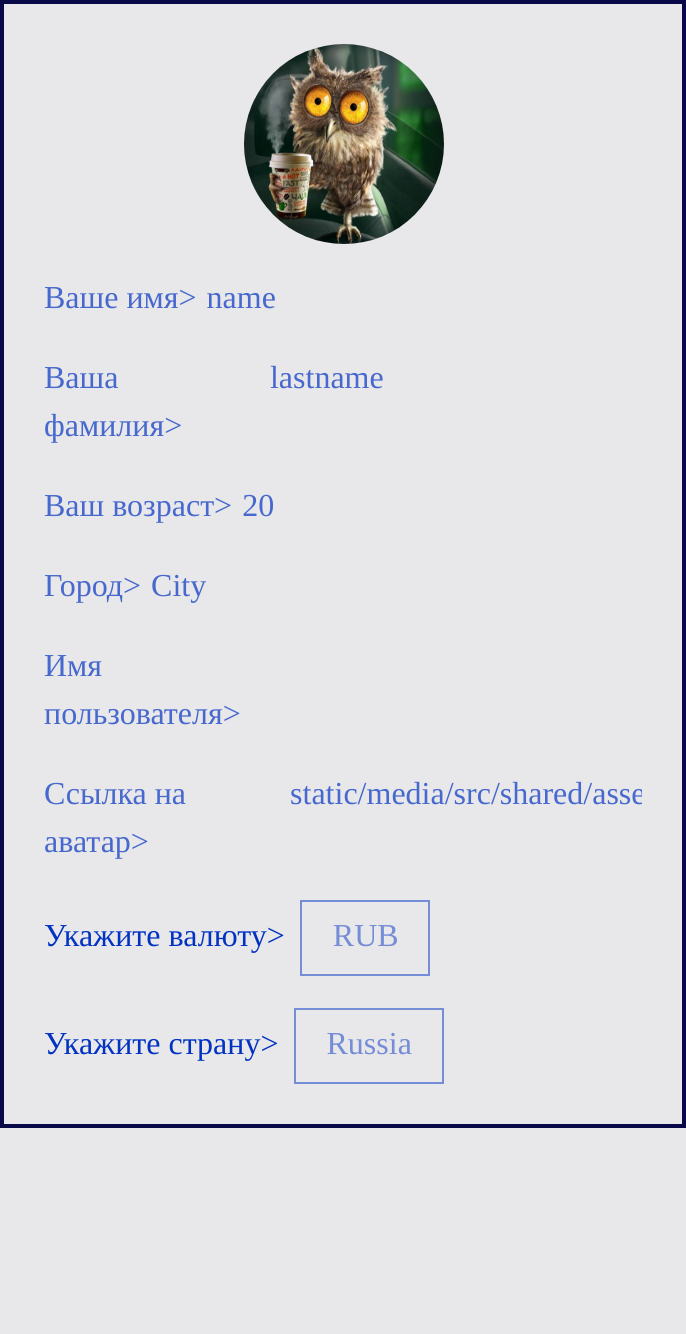 Ваше имя> name
Ваша lastname
фамилия>
Ваш возраст> 20
Город> City
Имя
пользователя>
Ссылка на static/media/src/shared/asse
аватар>
Укажите валюту> RUB
Укажите страну> Russia